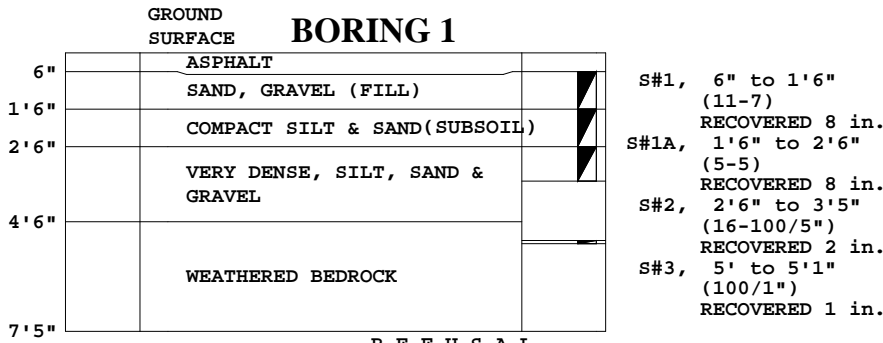 GROUND
SURFACE
BORING 1
ASPHALT
6"
SAND, GRAVEL (FILL)
1'6"
COMPACT SILT & SAND(SUBSOIL)
2'6"
VERY DENSE, SILT, SAND &
GRAVEL
4'6"
WEATHERED BEDROCK
7'5"
R E F U S A L
S#1, 6" to 1'6"
(11-7)
RECOVERED 8 in.
S#1A, 1'6" to 2'6"
(5-5)
RECOVERED 8 in.
S#2, 2'6" to 3'5"
(16-100/5")
RECOVERED 2 in.
S#3, 5' to 5'1"
(100/1")
RECOVERED 1 in.